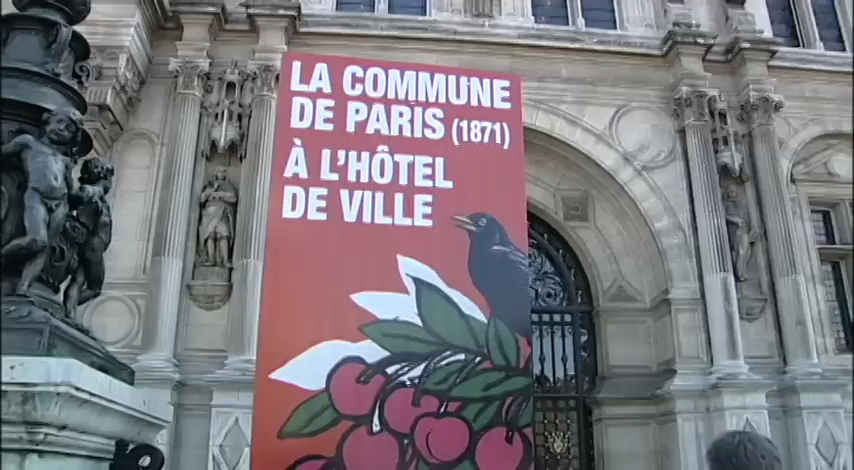 LA COMMUNE
DE PARIS (1871)
À L'HÔTEL
DE VILLE